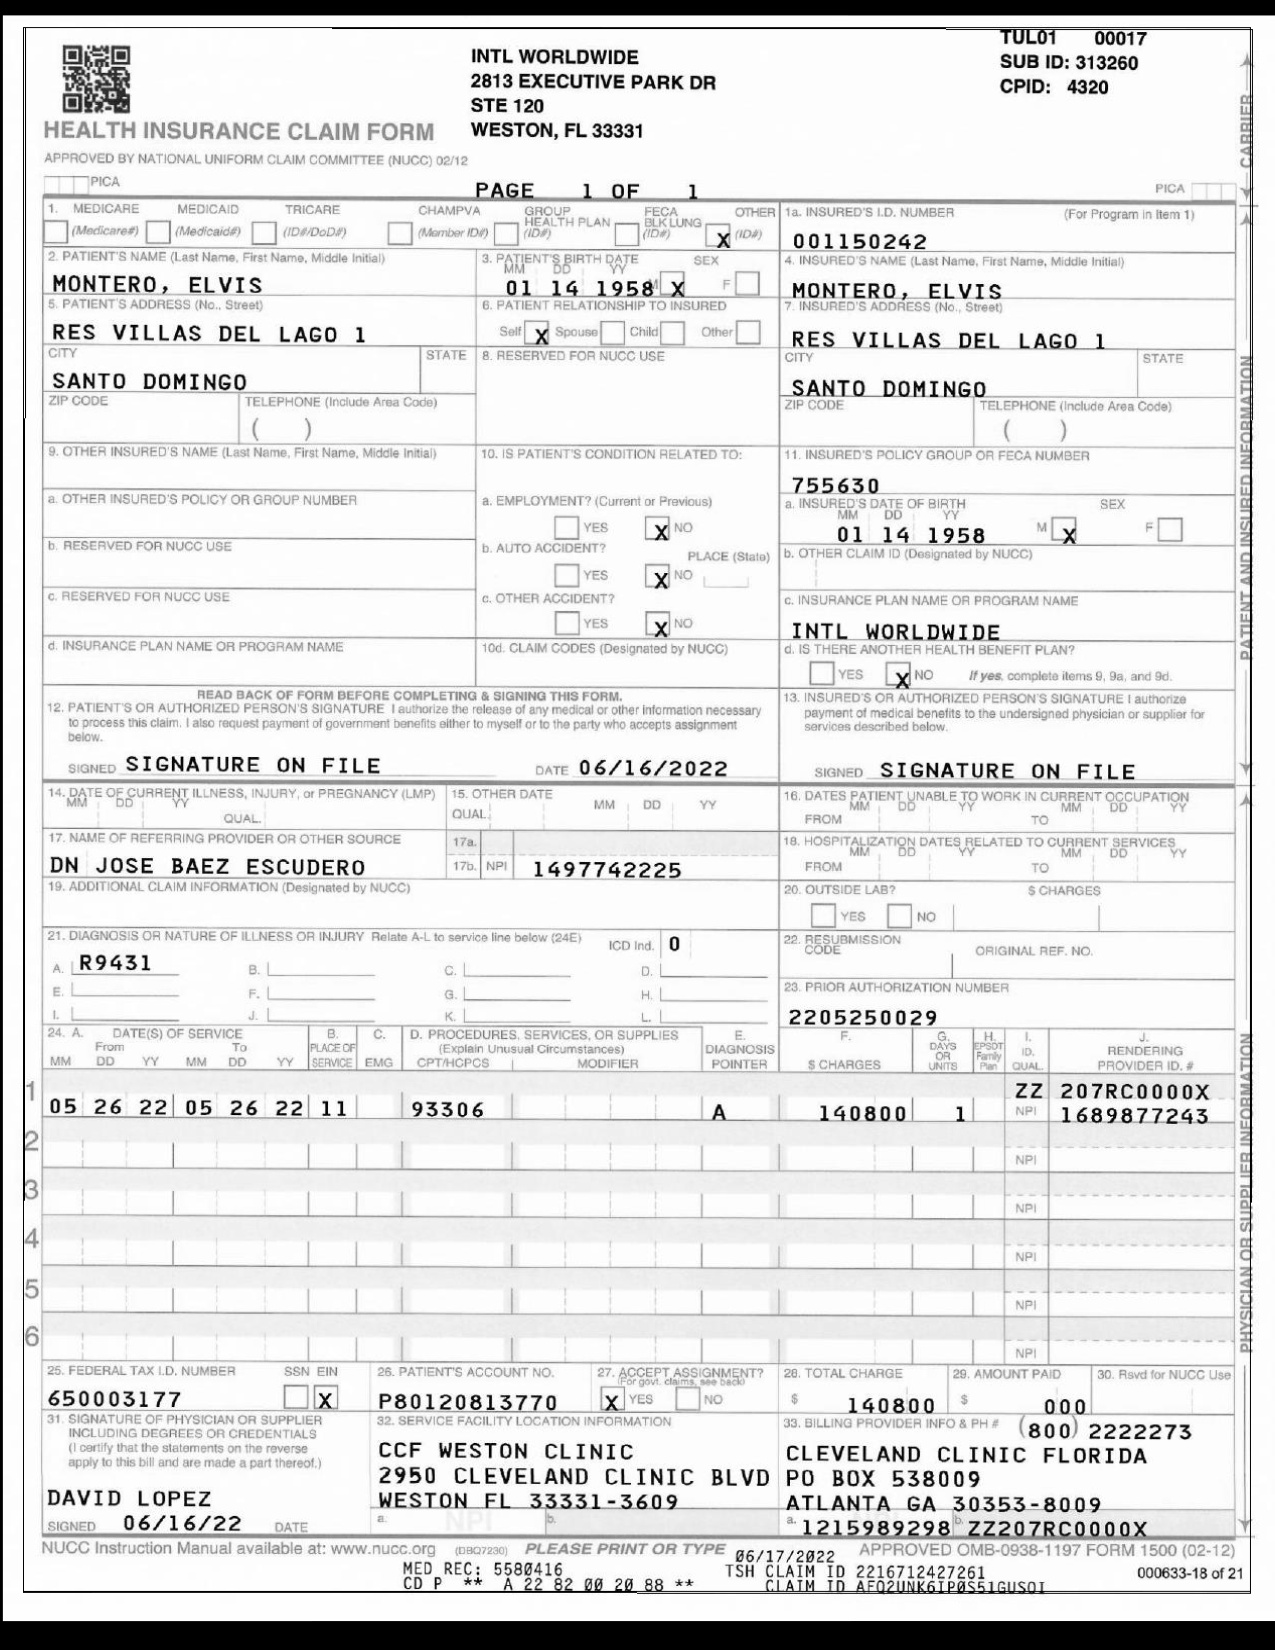 TUL01 00017
INTL WORLDWIDE
SUB ID: 313260
2813 EXECUTIVE PARK DR
CPID: 4320
STE 120
HEALTH INSURANCE CLAIM FORM
WESTON, FL 33331
APPROVED BY NATIONAL UNIFORM CLAIM COMMITTEE (NUCC) 02/12
PICA
PAGE 1 OF 1
PICA
CARRIER
1. MEDICARE MEDICAID TRICARE CHAMPVA GROUP HEALTH PLAN FECA BLK LUNG OTHER
(Medicare#) (Medicaid#) (ID#/DoD#) (Member ID#) (ID#) (ID#) X (ID#)
1a. INSURED'S I.D. NUMBER (For Program in Item 1)
001150242
2. PATIENT'S NAME (Last Name, First Name, Middle Initial)
MONTERO, ELVIS
3. PATIENT'S BIRTH DATE SEX
MM DD YY
01 14 1958 M X F
4. INSURED'S NAME (Last Name, First Name, Middle Initial)
MONTERO, ELVIS
5. PATIENT'S ADDRESS (No., Street)
RES VILLAS DEL LAGO 1
6. PATIENT RELATIONSHIP TO INSURED
Self X Spouse Child Other
7. INSURED'S ADDRESS (No., Street)
RES VILLAS DEL LAGO 1
CITY STATE
SANTO DOMINGO
8. RESERVED FOR NUCC USE
CITY STATE
SANTO DOMINGO
ZIP CODE TELEPHONE (Include Area Code)
( )
ZIP CODE TELEPHONE (Include Area Code)
( )
9. OTHER INSURED'S NAME (Last Name, First Name, Middle Initial)
10. IS PATIENT'S CONDITION RELATED TO:
11. INSURED'S POLICY GROUP OR FECA NUMBER
755630
a. OTHER INSURED'S POLICY OR GROUP NUMBER
a. EMPLOYMENT? (Current or Previous)
YES X NO
a. INSURED'S DATE OF BIRTH SEX
MM DD YY
01 14 1958 M X F
b. RESERVED FOR NUCC USE
b. AUTO ACCIDENT? PLACE (State)
YES X NO
b. OTHER CLAIM ID (Designated by NUCC)
c. RESERVED FOR NUCC USE
c. OTHER ACCIDENT?
YES X NO
c. INSURANCE PLAN NAME OR PROGRAM NAME
INTL WORLDWIDE
d. INSURANCE PLAN NAME OR PROGRAM NAME
10d. CLAIM CODES (Designated by NUCC)
d. IS THERE ANOTHER HEALTH BENEFIT PLAN?
YES X NO If yes, complete items 9, 9a, and 9d.
READ BACK OF FORM BEFORE COMPLETING & SIGNING THIS FORM.
12. PATIENT'S OR AUTHORIZED PERSON'S SIGNATURE I authorize the release of any medical or other information necessary
to process this claim. I also request payment of government benefits either to myself or to the party who accepts assignment
below.
SIGNED SIGNATURE ON FILE DATE 06/16/2022
13. INSURED'S OR AUTHORIZED PERSON'S SIGNATURE I authorize
payment of medical benefits to the undersigned physician or supplier for
services described below.
SIGNED SIGNATURE ON FILE
PATIENT AND INSURED INFORMATION
14. DATE OF CURRENT ILLNESS, INJURY, or PREGNANCY (LMP)
MM DD YY
QUAL.
15. OTHER DATE
QUAL. MM DD YY
16. DATES PATIENT UNABLE TO WORK IN CURRENT OCCUPATION
MM DD YY MM DD YY
FROM TO
17. NAME OF REFERRING PROVIDER OR OTHER SOURCE
DN JOSE BAEZ ESCUDERO
17a.
17b. NPI 1497742225
18. HOSPITALIZATION DATES RELATED TO CURRENT SERVICES
MM DD YY MM DD YY
FROM TO
19. ADDITIONAL CLAIM INFORMATION (Designated by NUCC)
20. OUTSIDE LAB? $ CHARGES
YES NO
21. DIAGNOSIS OR NATURE OF ILLNESS OR INJURY Relate A-L to service line below (24E) ICD Ind. 0
A. R9431 B. C. D.
E. F. G. H.
I. J. K. L.
22. RESUBMISSION CODE ORIGINAL REF. NO.
23. PRIOR AUTHORIZATION NUMBER
2205250029
24. A. DATE(S) OF SERVICE B. C. D. PROCEDURES, SERVICES, OR SUPPLIES E. F. G. H. I. J.
From To PLACE OF (Explain Unusual Circumstances) DIAGNOSIS DAYS OR UNITS EPSDT Family Plan ID. QUAL. RENDERING
MM DD YY MM DD YY SERVICE EMG CPT/HCPCS MODIFIER POINTER $ CHARGES PROVIDER ID. #
1
ZZ 207RC0000X
05 26 22 05 26 22 11 93306 A 140800 1 NPI 1689877243
2
NPI
3
NPI
4
NPI
5
NPI
6
NPI
25. FEDERAL TAX I.D. NUMBER SSN EIN
650003177 X
26. PATIENT'S ACCOUNT NO.
P80120813770
27. ACCEPT ASSIGNMENT?
(For govt. claims, see back)
X YES NO
28. TOTAL CHARGE
$ 140800
29. AMOUNT PAID
$ 000
30. Rsvd for NUCC Use
31. SIGNATURE OF PHYSICIAN OR SUPPLIER
INCLUDING DEGREES OR CREDENTIALS
(I certify that the statements on the reverse
apply to this bill and are made a part thereof.)
DAVID LOPEZ
SIGNED 06/16/22 DATE
32. SERVICE FACILITY LOCATION INFORMATION
CCF WESTON CLINIC
2950 CLEVELAND CLINIC BLVD
WESTON FL 33331-3609
a. NPI b.
33. BILLING PROVIDER INFO & PH # (800) 2222273
CLEVELAND CLINIC FLORIDA
PO BOX 538009
ATLANTA GA 30353-8009
a. 1215989298 b. ZZ207RC0000X
PHYSICIAN OR SUPPLIER INFORMATION
NUCC Instruction Manual available at: www.nucc.org (DBQ7230) PLEASE PRINT OR TYPE 06/17/2022 APPROVED OMB-0938-1197 FORM 1500 (02-12)
MED REC: 5580416 TSH CLAIM ID 2216712427261 000633-18 of 21
CD P ** A 22 82 00 20 88 ** CLAIM ID AFQ2UNK6IP0S51GUSOI